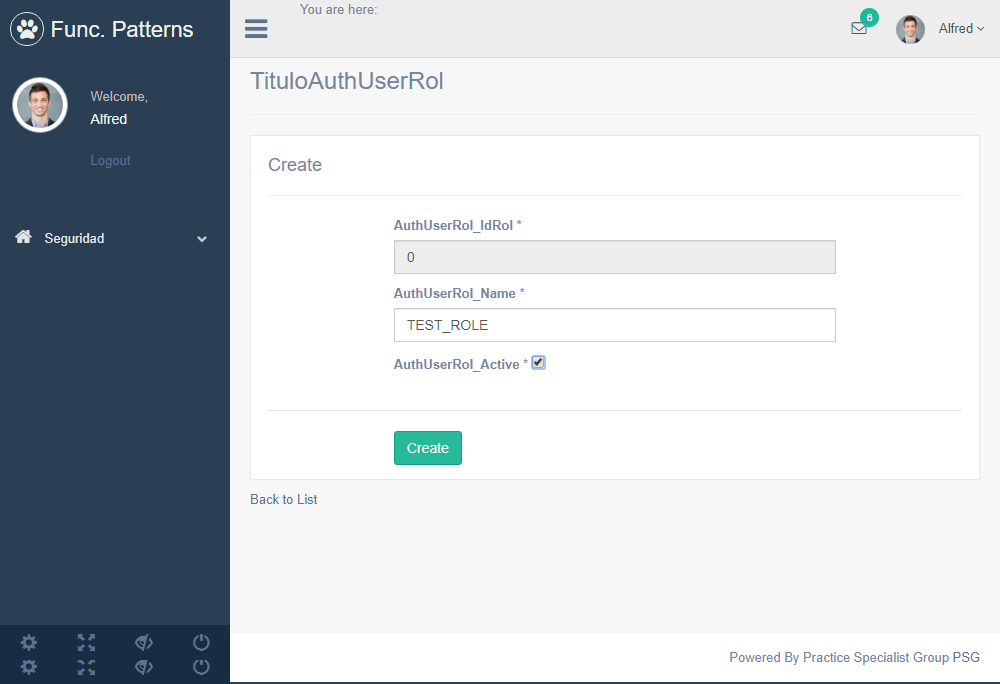 Func. Patterns
You are here:
6
Alfred
Welcome,
Alfred
Logout
Seguridad
TituloAuthUserRol
Create
AuthUserRol_IdRol *
0
AuthUserRol_Name *
TEST_ROLE
AuthUserRol_Active *
Create
Back to List
Powered By Practice Specialist Group PSG